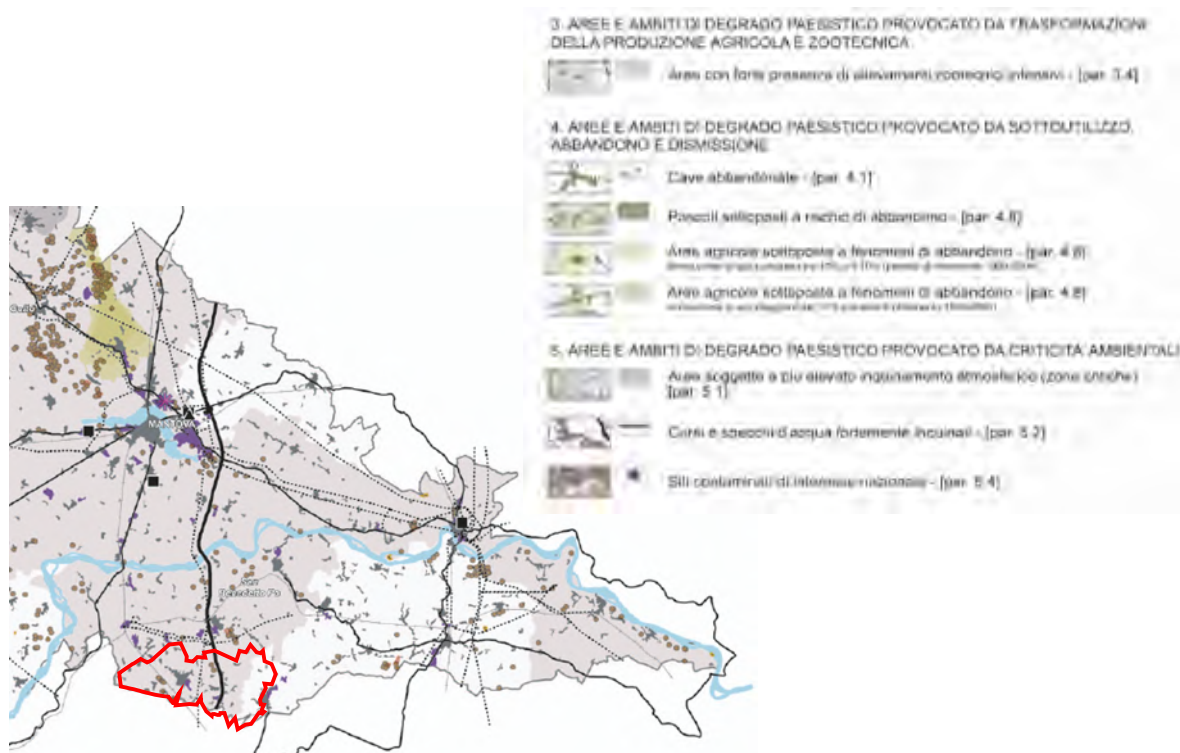 3. AREE E AMBITI DI DEGRADO PAESISTICO PROVOCATO DA TRASFORMAZIONI
DELLA PRODUZIONE AGRICOLA E ZOOTECNICA
Aree con forte presenza di allevamenti zootecnici intensivi - [par. 3.4]
4. AREE E AMBITI DI DEGRADO PAESISTICO PROVOCATO DA SOTTOUTILIZZO,
ABBANDONO E DISMISSIONE
Cave abbandonate - [par. 4.1]
Pascoli sottoposti a rischio di abbandono - [par. 4.8]
Aree agricole sottoposte a fenomeni di abbandono - [par. 4.8]
Aree agricole sottoposte a fenomeni di abbandono - [par. 4.8]
5. AREE E AMBITI DI DEGRADO PAESISTICO PROVOCATO DA CRITICITÀ AMBIENTALI
Aree soggette a più elevato inquinamento atmosferico (zone critiche)
[par. 5.1]
Corsi e specchi d'acqua fortemente inquinati - [par. 5.2]
Siti contaminati di interesse nazionale - [par. 5.4]
MANTOVA
San
Benedetto Po